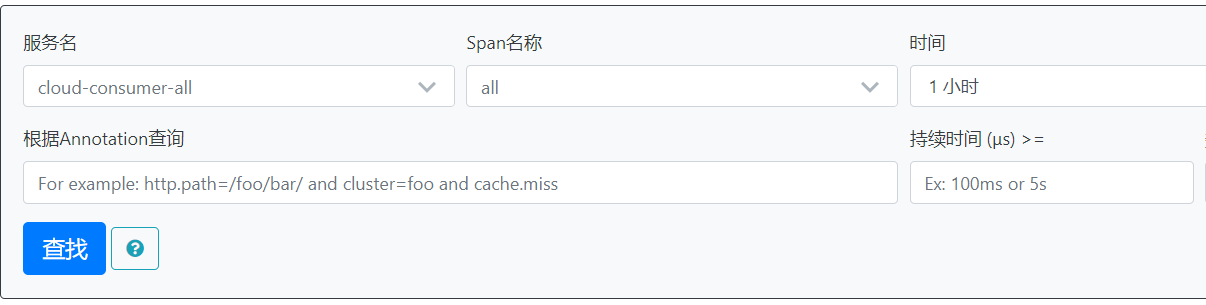 服务名 Span名称 时间
cloud-consumer-all all 1 小时
根据Annotation查询 持续时间 (μs) >=
For example: http.path=/foo/bar/ and cluster=foo and cache.miss Ex: 100ms or 5s
查找 ?